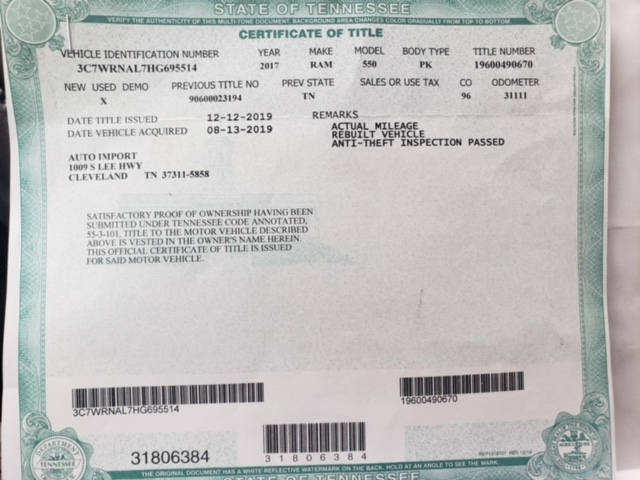 STATE OF TENNESSEE
VERIFY THE AUTHENTICITY OF THIS MULTI-TONE DOCUMENT. BACKGROUND AREA CHANGES COLOR GRADUALLY FROM TOP TO BOTTOM.
CERTIFICATE OF TITLE
VEHICLE IDENTIFICATION NUMBER YEAR MAKE MODEL BODY TYPE TITLE NUMBER
3C7WRNAL7HG695514 2017 RAM 550 PK 19600490670
NEW USED DEMO PREVIOUS TITLE NO PREV STATE SALES OR USE TAX CO ODOMETER
X 90600023194 TN 96 31111
DATE TITLE ISSUED 12-12-2019 REMARKS
DATE VEHICLE ACQUIRED 08-13-2019 ACTUAL MILEAGE
REBUILT VEHICLE
ANTI-THEFT INSPECTION PASSED
AUTO IMPORT
1009 S LEE HWY
CLEVELAND TN 37311-5858
SATISFACTORY PROOF OF OWNERSHIP HAVING BEEN
SUBMITTED UNDER TENNESSEE CODE ANNOTATED,
55-3-101, TITLE TO THE MOTOR VEHICLE DESCRIBED
ABOVE IS VESTED IN THE OWNER'S NAME HEREIN.
THIS OFFICIAL CERTIFICATE OF TITLE IS ISSUED
FOR SAID MOTOR VEHICLE.
3C7WRNAL7HG695514 19600490670
31806384 31806384
DEPARTMENT
TENNESSEE
AGRICULTURE
THE ORIGINAL DOCUMENT HAS A WHITE REFLECTIVE WATERMARK ON THE BACK. HOLD AT AN ANGLE TO SEE THE MARK.
STATE OF TENNESSEE